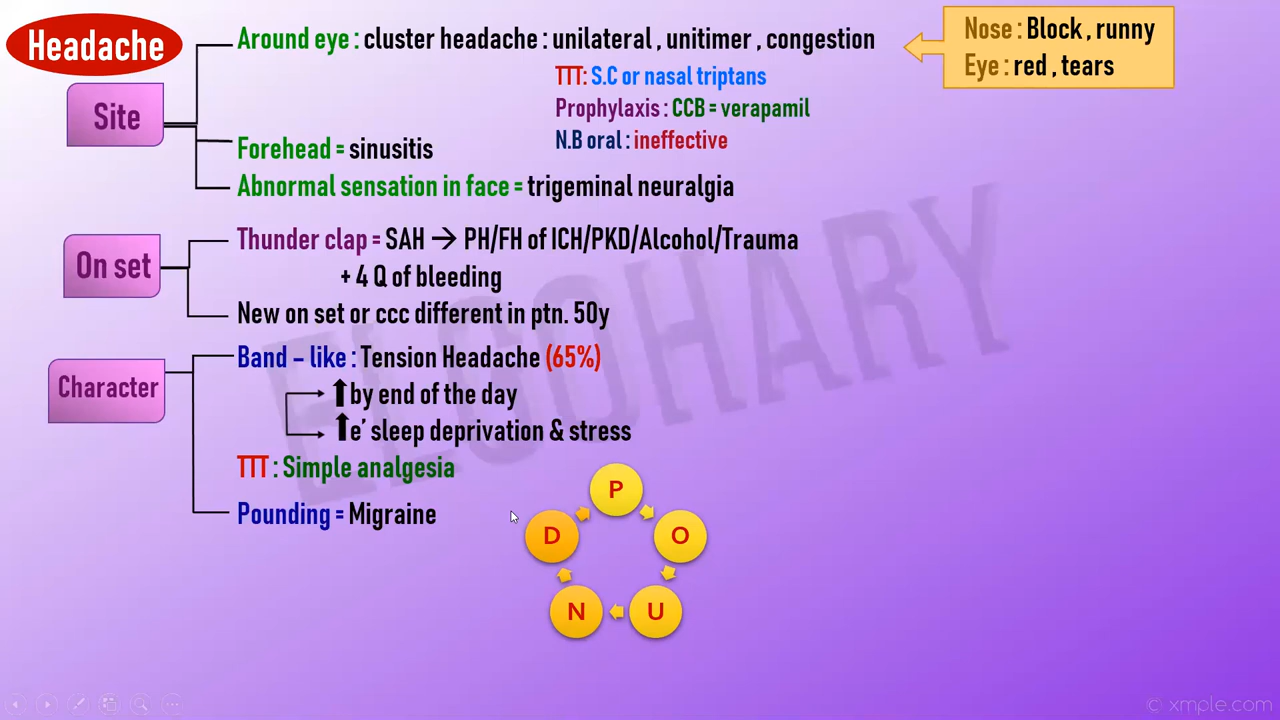 Headache
Site
Around eye : cluster headache : unilateral , unitimer , congestion
Nose : Block , runny
Eye : red , tears
TTT: S.C or nasal triptans
Prophylaxis : CCB = verapamil
N.B oral : ineffective
Forehead = sinusitis
Abnormal sensation in face = trigeminal neuralgia
On set
Thunder clap = SAH → PH/FH of ICH/PKD/Alcohol/Trauma
+ 4 Q of bleeding
New on set or ccc different in ptn. 50y
Character
Band – like : Tension Headache (65%)
⬆by end of the day
⬆e’ sleep deprivation & stress
TTT : Simple analgesia
Pounding = Migraine
P
O
U
N
D
ELGOHARY
© xmple.com